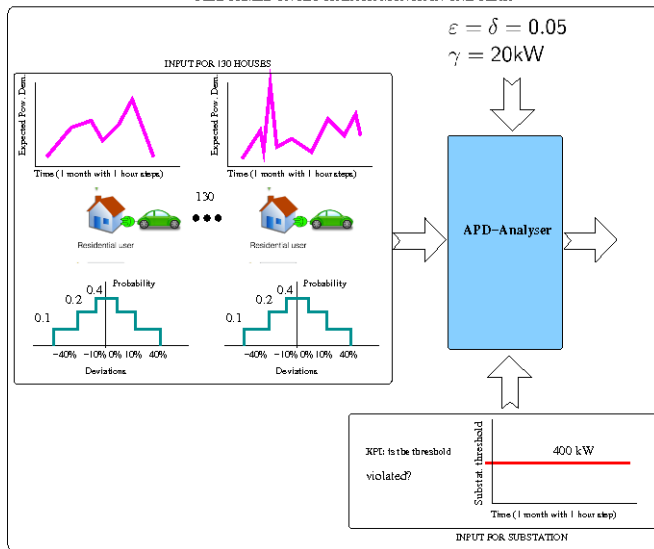 ε = δ = 0.05
γ = 20kW
INPUT FOR 130 HOUSES
Expected Pow. Dem.
Expected Pow. Dem.
Time (1 month with 1 hour steps)
Time (1 month with 1 hour steps)
130
Residential user
Residential user
APD-Analyser
Probability
Probability
0.4
0.2
0.1
0.4
0.2
0.1
-40% -10% 0% 10% 40%
-40% -10% 0% 10% 40%
Deviations
Deviations
KPI: is the threshold
violated?
Substat. threshold
400 kW
Time (1 month with 1 hour step)
INPUT FOR SUBSTATION